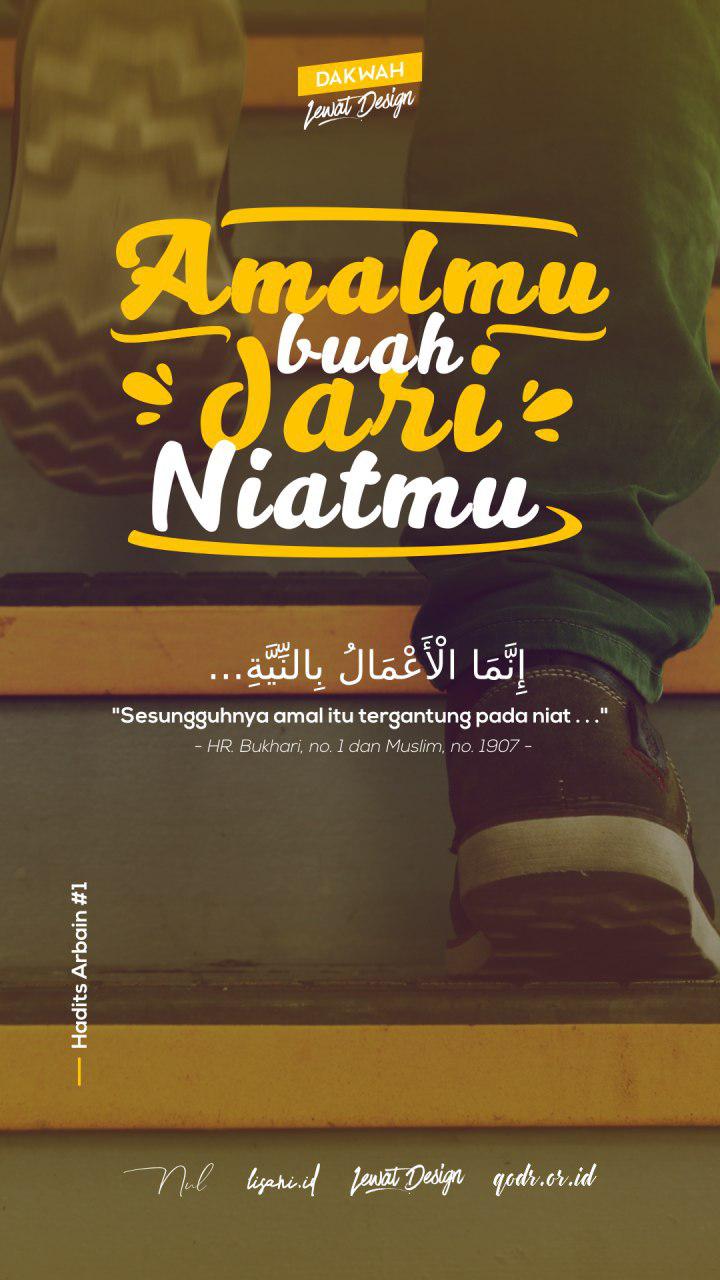 DAKWAH
Lewat Design
Amalmu
buah
dari
Niatmu
إِنَّمَا الْأَعْمَالُ بِالنِّيَّةِ...
"Sesungguhnya amal itu tergantung pada niat . . ."
- HR. Bukhari, no. 1 dan Muslim, no. 1907 -
Hadits Arbain #1
Nul lisani.id Lewat Design qodr.or.id